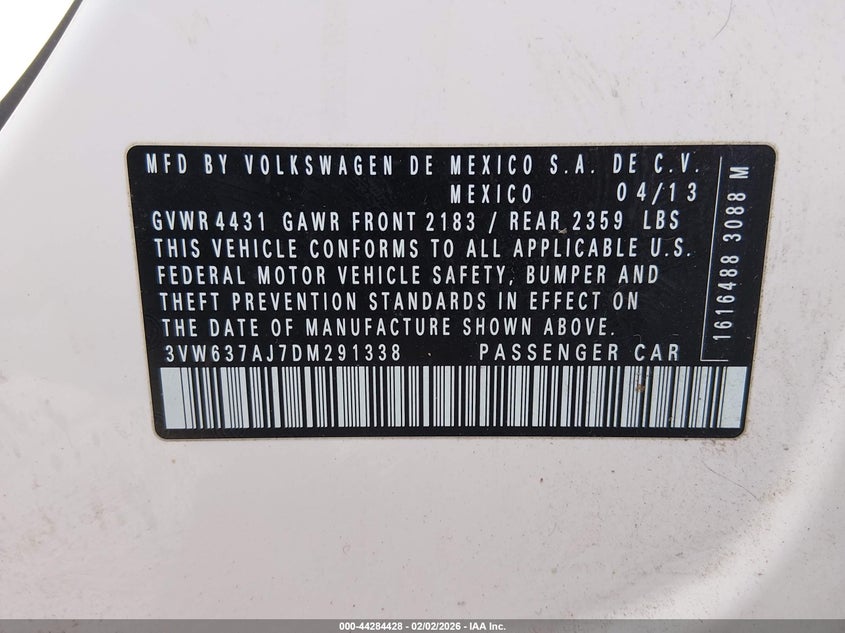 MFD BY VOLKSWAGEN DE MEXICO S.A. DE C.V.
MEXICO 04/13
GVWR 4431 GAWR FRONT 2183 / REAR 2359 LBS
THIS VEHICLE CONFORMS TO ALL APPLICABLE U.S.
FEDERAL MOTOR VEHICLE SAFETY, BUMPER AND
THEFT PREVENTION STANDARDS IN EFFECT ON
THE DATE OF MANUFACTURE SHOWN ABOVE.
3VW637AJ7DM291338 PASSENGER CAR
1616488 3088 M
000-44284428 - 02/02/2026 - IAA Inc.